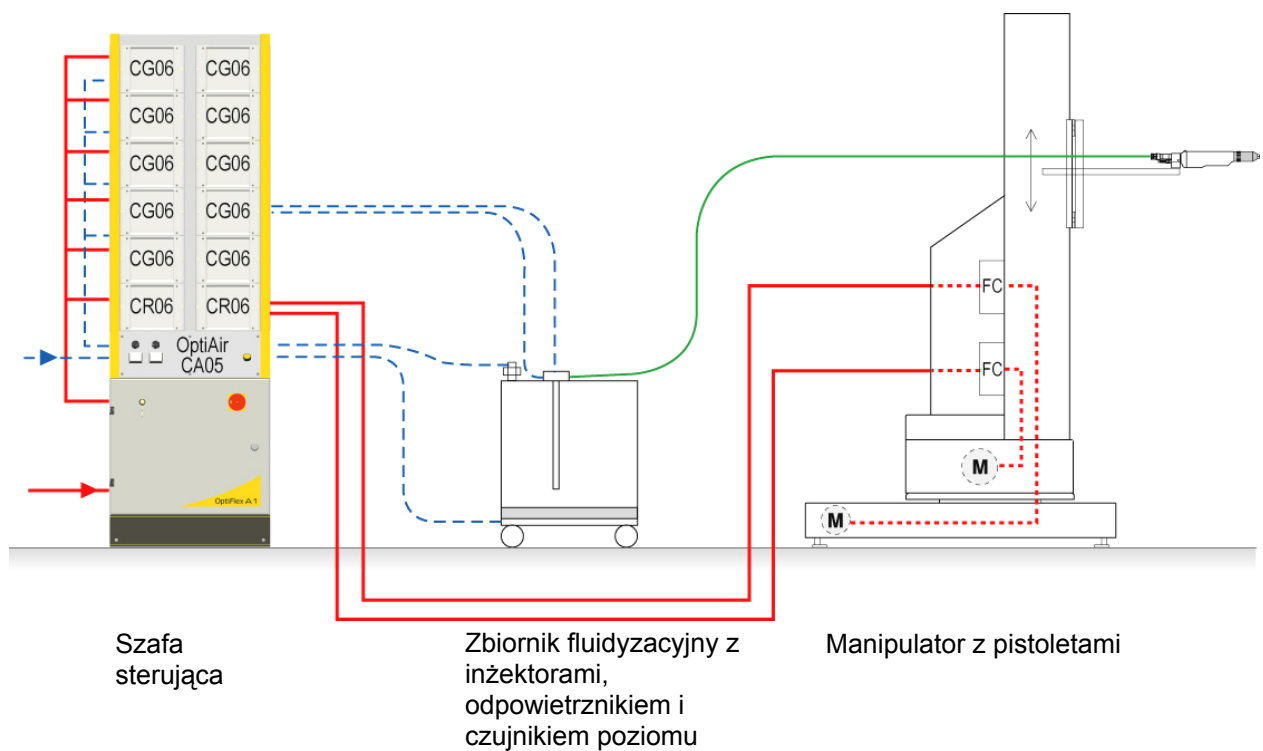 CG06 CG06
CG06 CG06
CG06 CG06
CG06 CG06
CG06 CG06
CR06 CR06
OptiAir
CA05
OptiFlex A1
FC
FC
M
M
Szafa
sterująca
Zbiornik fluidyzacyjny z
inżektorami,
odpowietrznikiem i
czujnikiem poziomu
Manipulator z pistoletami